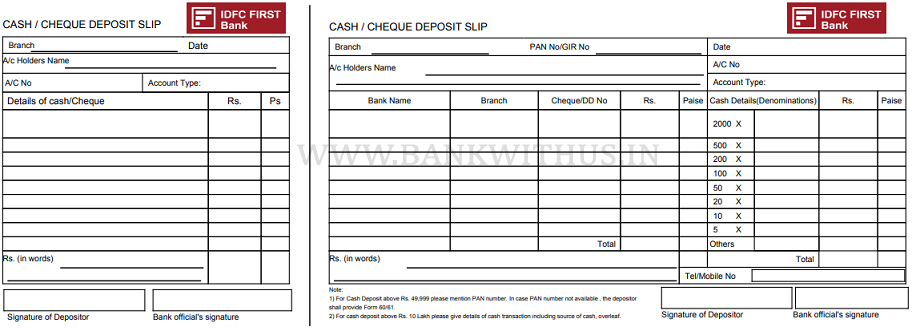 IDFC FIRST
Bank
CASH / CHEQUE DEPOSIT SLIP
Branch Date
A/c Holders Name
A/C No Account Type:
Details of cash/Cheque Rs. Ps
Rs. (in words)
Signature of Depositor Bank official's signature
IDFC FIRST
Bank
CASH / CHEQUE DEPOSIT SLIP
Branch PAN No/GIR No Date
A/c Holders Name A/C No
Account Type:
Bank Name Branch Cheque/DD No Rs. Paise Cash Details(Denominations) Rs. Paise
2000 X
500 X
200 X
100 X
50 X
20 X
10 X
5 X
Total Others
Rs. (in words) Total
Tel/Mobile No
Note:
1) For Cash Deposit above Rs. 49,999 please mention PAN number. In case PAN number not available , the depositor
shall provide Form 60/61.
2) For cash deposit above Rs. 10 Lakh please give details of cash transaction including source of cash, overleaf.
Signature of Depositor Bank official's signature
WWW.BANKWITHUS.IN